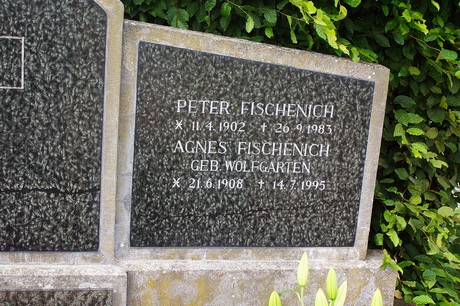 PETER FISCHENICH
* 11.4.1902 † 26.9.1983
AGNES FISCHENICH
GEB. WOLFGARTEN
* 21.6.1908 † 14.7.1995